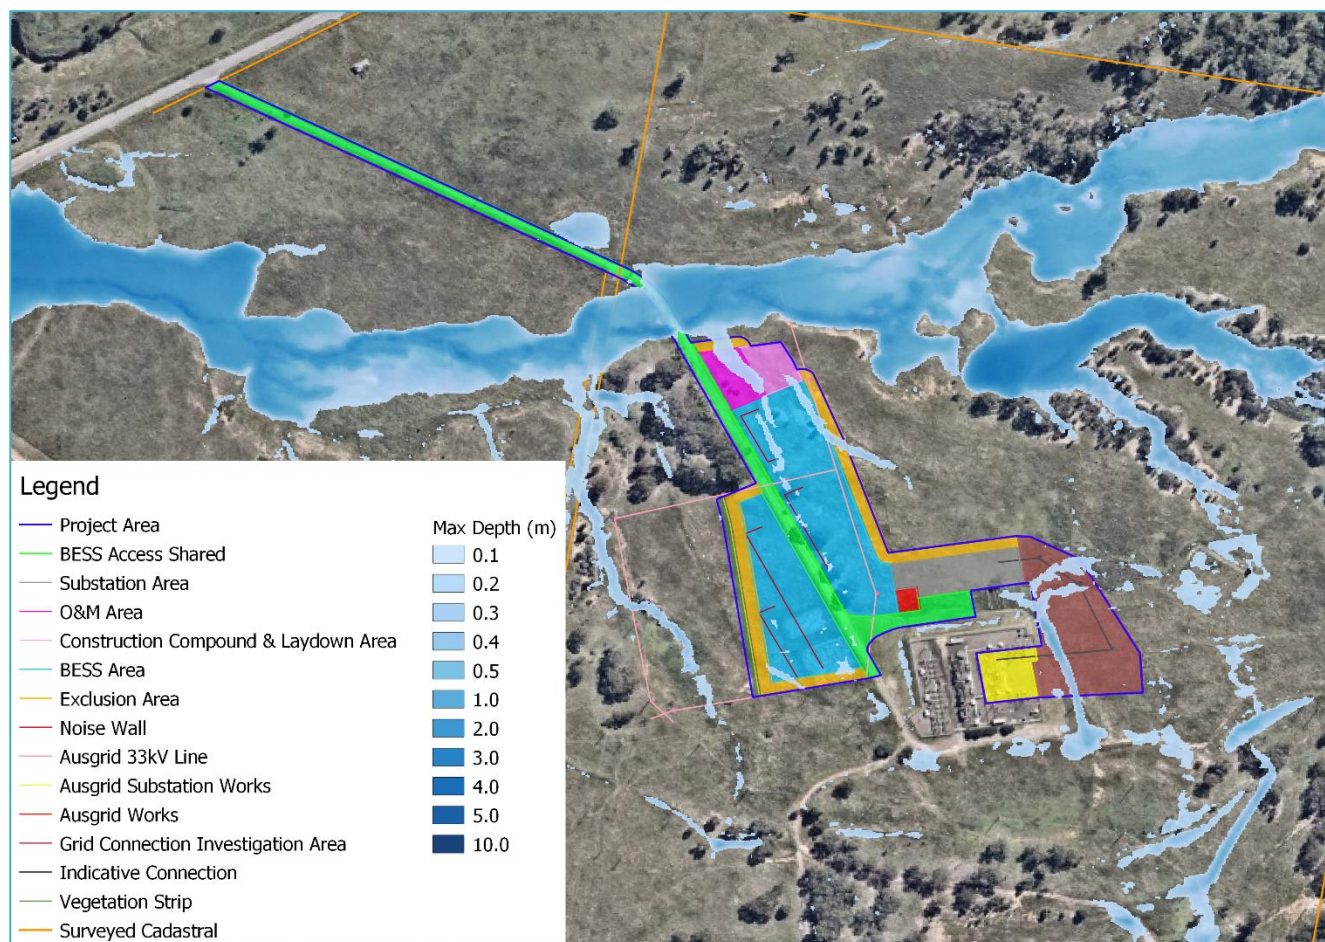 Legend
Project Area
BESS Access Shared
Substation Area
O&M Area
Construction Compound & Laydown Area
BESS Area
Exclusion Area
Noise Wall
Ausgrid 33kV Line
Ausgrid Substation Works
Ausgrid Works
Grid Connection Investigation Area
Indicative Connection
Vegetation Strip
Surveyed Cadastral
Max Depth (m)
0.1
0.2
0.3
0.4
0.5
1.0
2.0
3.0
4.0
5.0
10.0